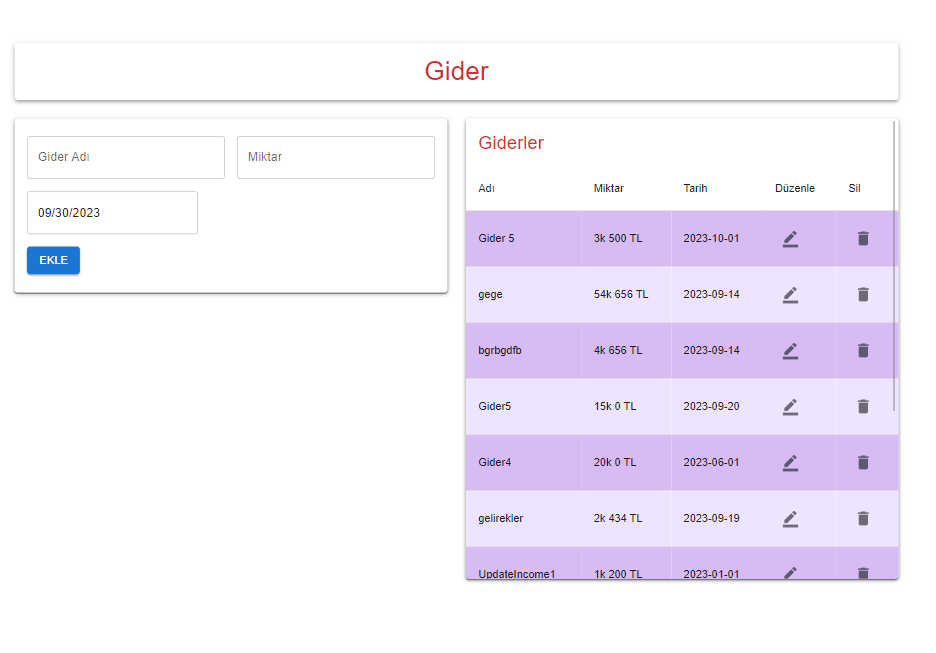 Gider
Gider Adı
Miktar
09/30/2023
EKLE
Giderler
Adı Miktar Tarih Düzenle Sil
Gider 5 3k 500 TL 2023-10-01
gege 54k 656 TL 2023-09-14
bgrbgdfb 4k 656 TL 2023-09-14
Gider5 15k 0 TL 2023-09-20
Gider4 20k 0 TL 2023-06-01
gelirekler 2k 434 TL 2023-09-19
UpdateIncome1 1k 200 TL 2023-01-01